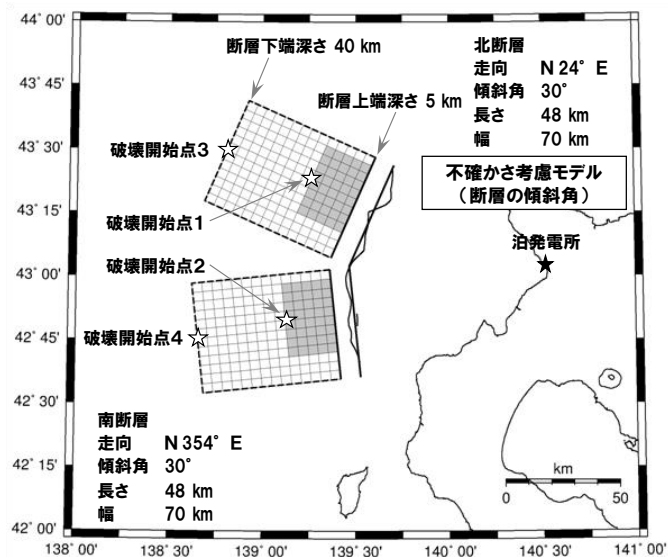 44° 00'
43° 45'
43° 30'
43° 15'
43° 00'
42° 45'
42° 30'
42° 15'
42° 00'
138° 00'
138° 30'
139° 00'
139° 30'
140° 00'
140° 30'
141° 00'
断層下端深さ 40 km
断層上端深さ 5 km
北断層
走向 N 24° E
傾斜角 30°
長さ 48 km
幅 70 km
不確かさ考慮モデル
(断層の傾斜角)
破壊開始点3
破壊開始点1
破壊開始点2
破壊開始点4
泊発電所
南断層
走向 N 354° E
傾斜角 30°
長さ 48 km
幅 70 km
km
0 50